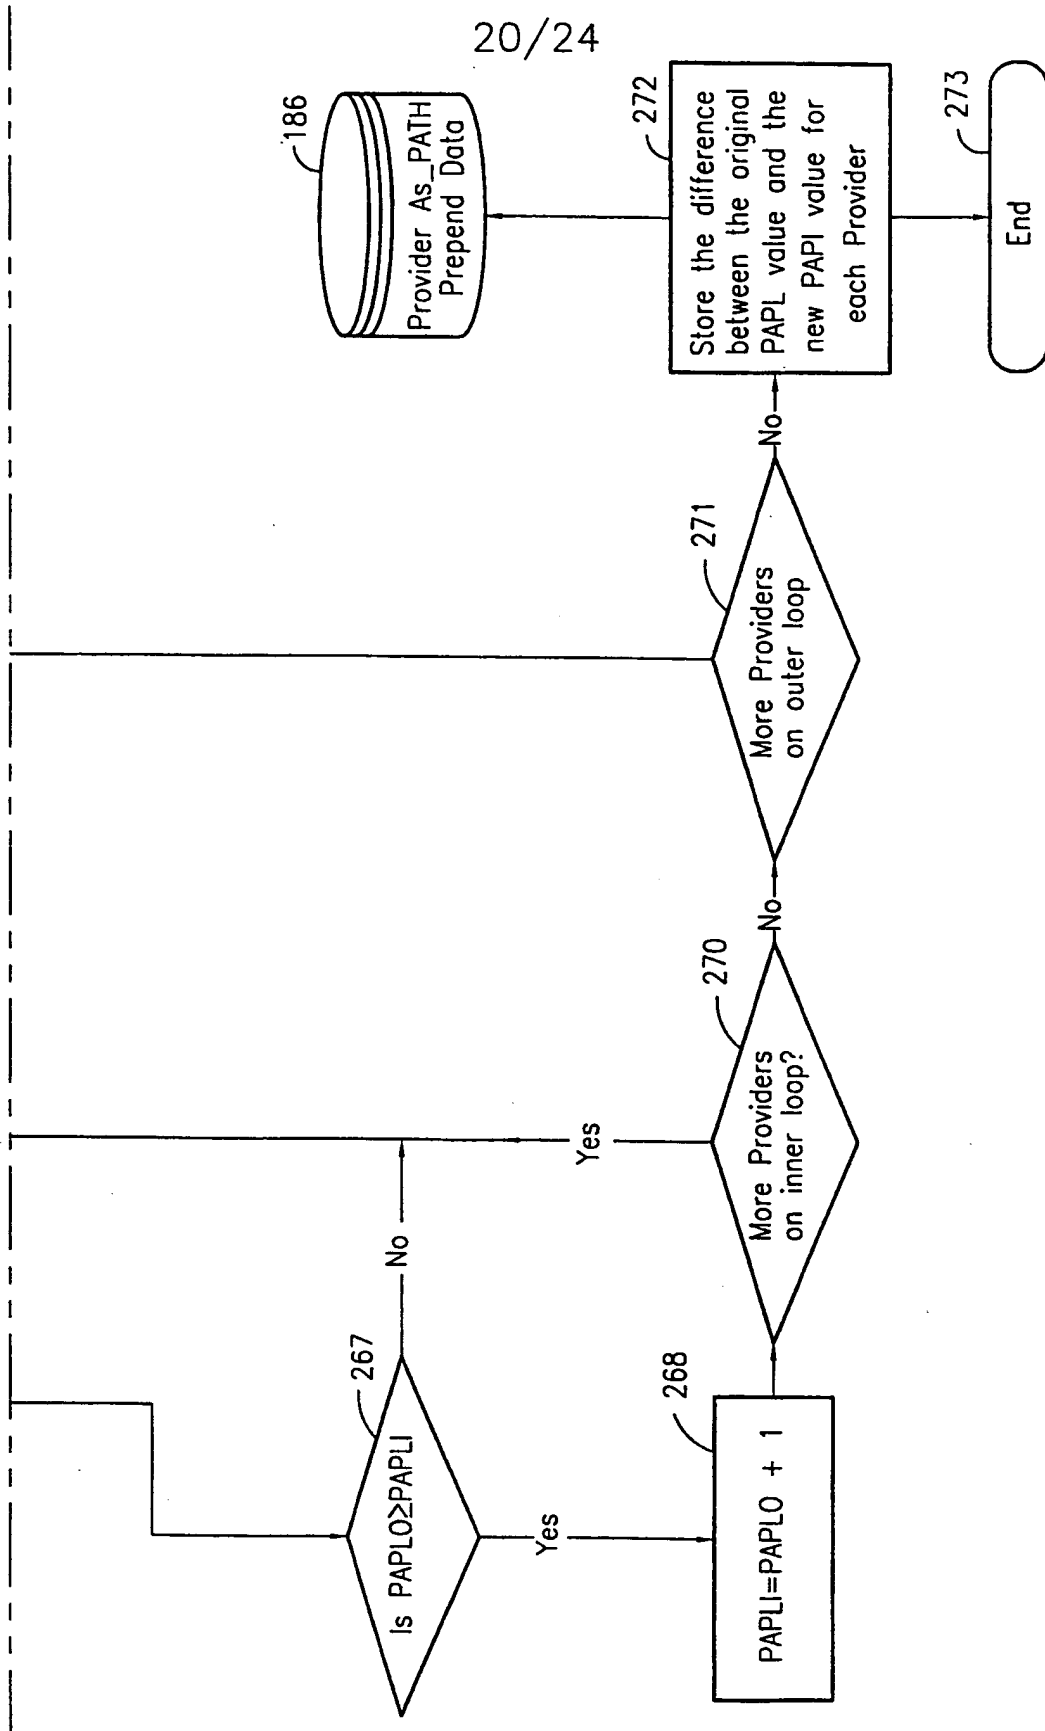 20/24
Is PAPLO≥PAPLI
267
No
Yes
PAPLI=PAPLO + 1
268
More Providers
on inner loop?
270
Yes
No
More Providers
on outer loop
271
No
Store the difference
between the original
PAPL value and the
new PAPI value for
each Provider
272
Provider As_PATH
Prepend Data
186
End
273